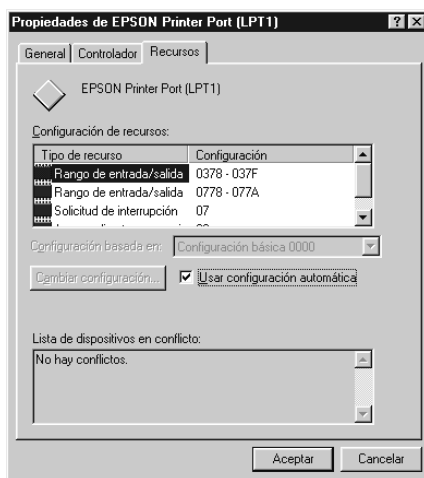 Propiedades de EPSON Printer Port (LPT1)
General Controlador Recursos
EPSON Printer Port (LPT1)
Configuración de recursos:
Tipo de recurso Configuración
Rango de entrada/salida 0378 - 037F
Rango de entrada/salida 0778 - 077A
Solicitud de interrupción 07
Configuración basada en: Configuración básica 0000
Cambiar configuración... Usar configuración automática
Lista de dispositivos en conflicto:
No hay conflictos.
Aceptar Cancelar